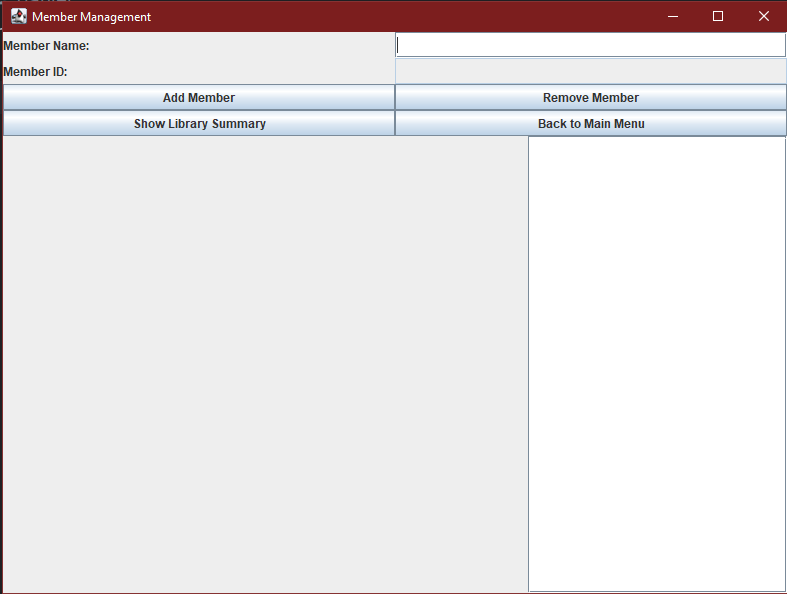 Member Management
Member Name:
Member ID:
Add Member Remove Member
Show Library Summary Back to Main Menu